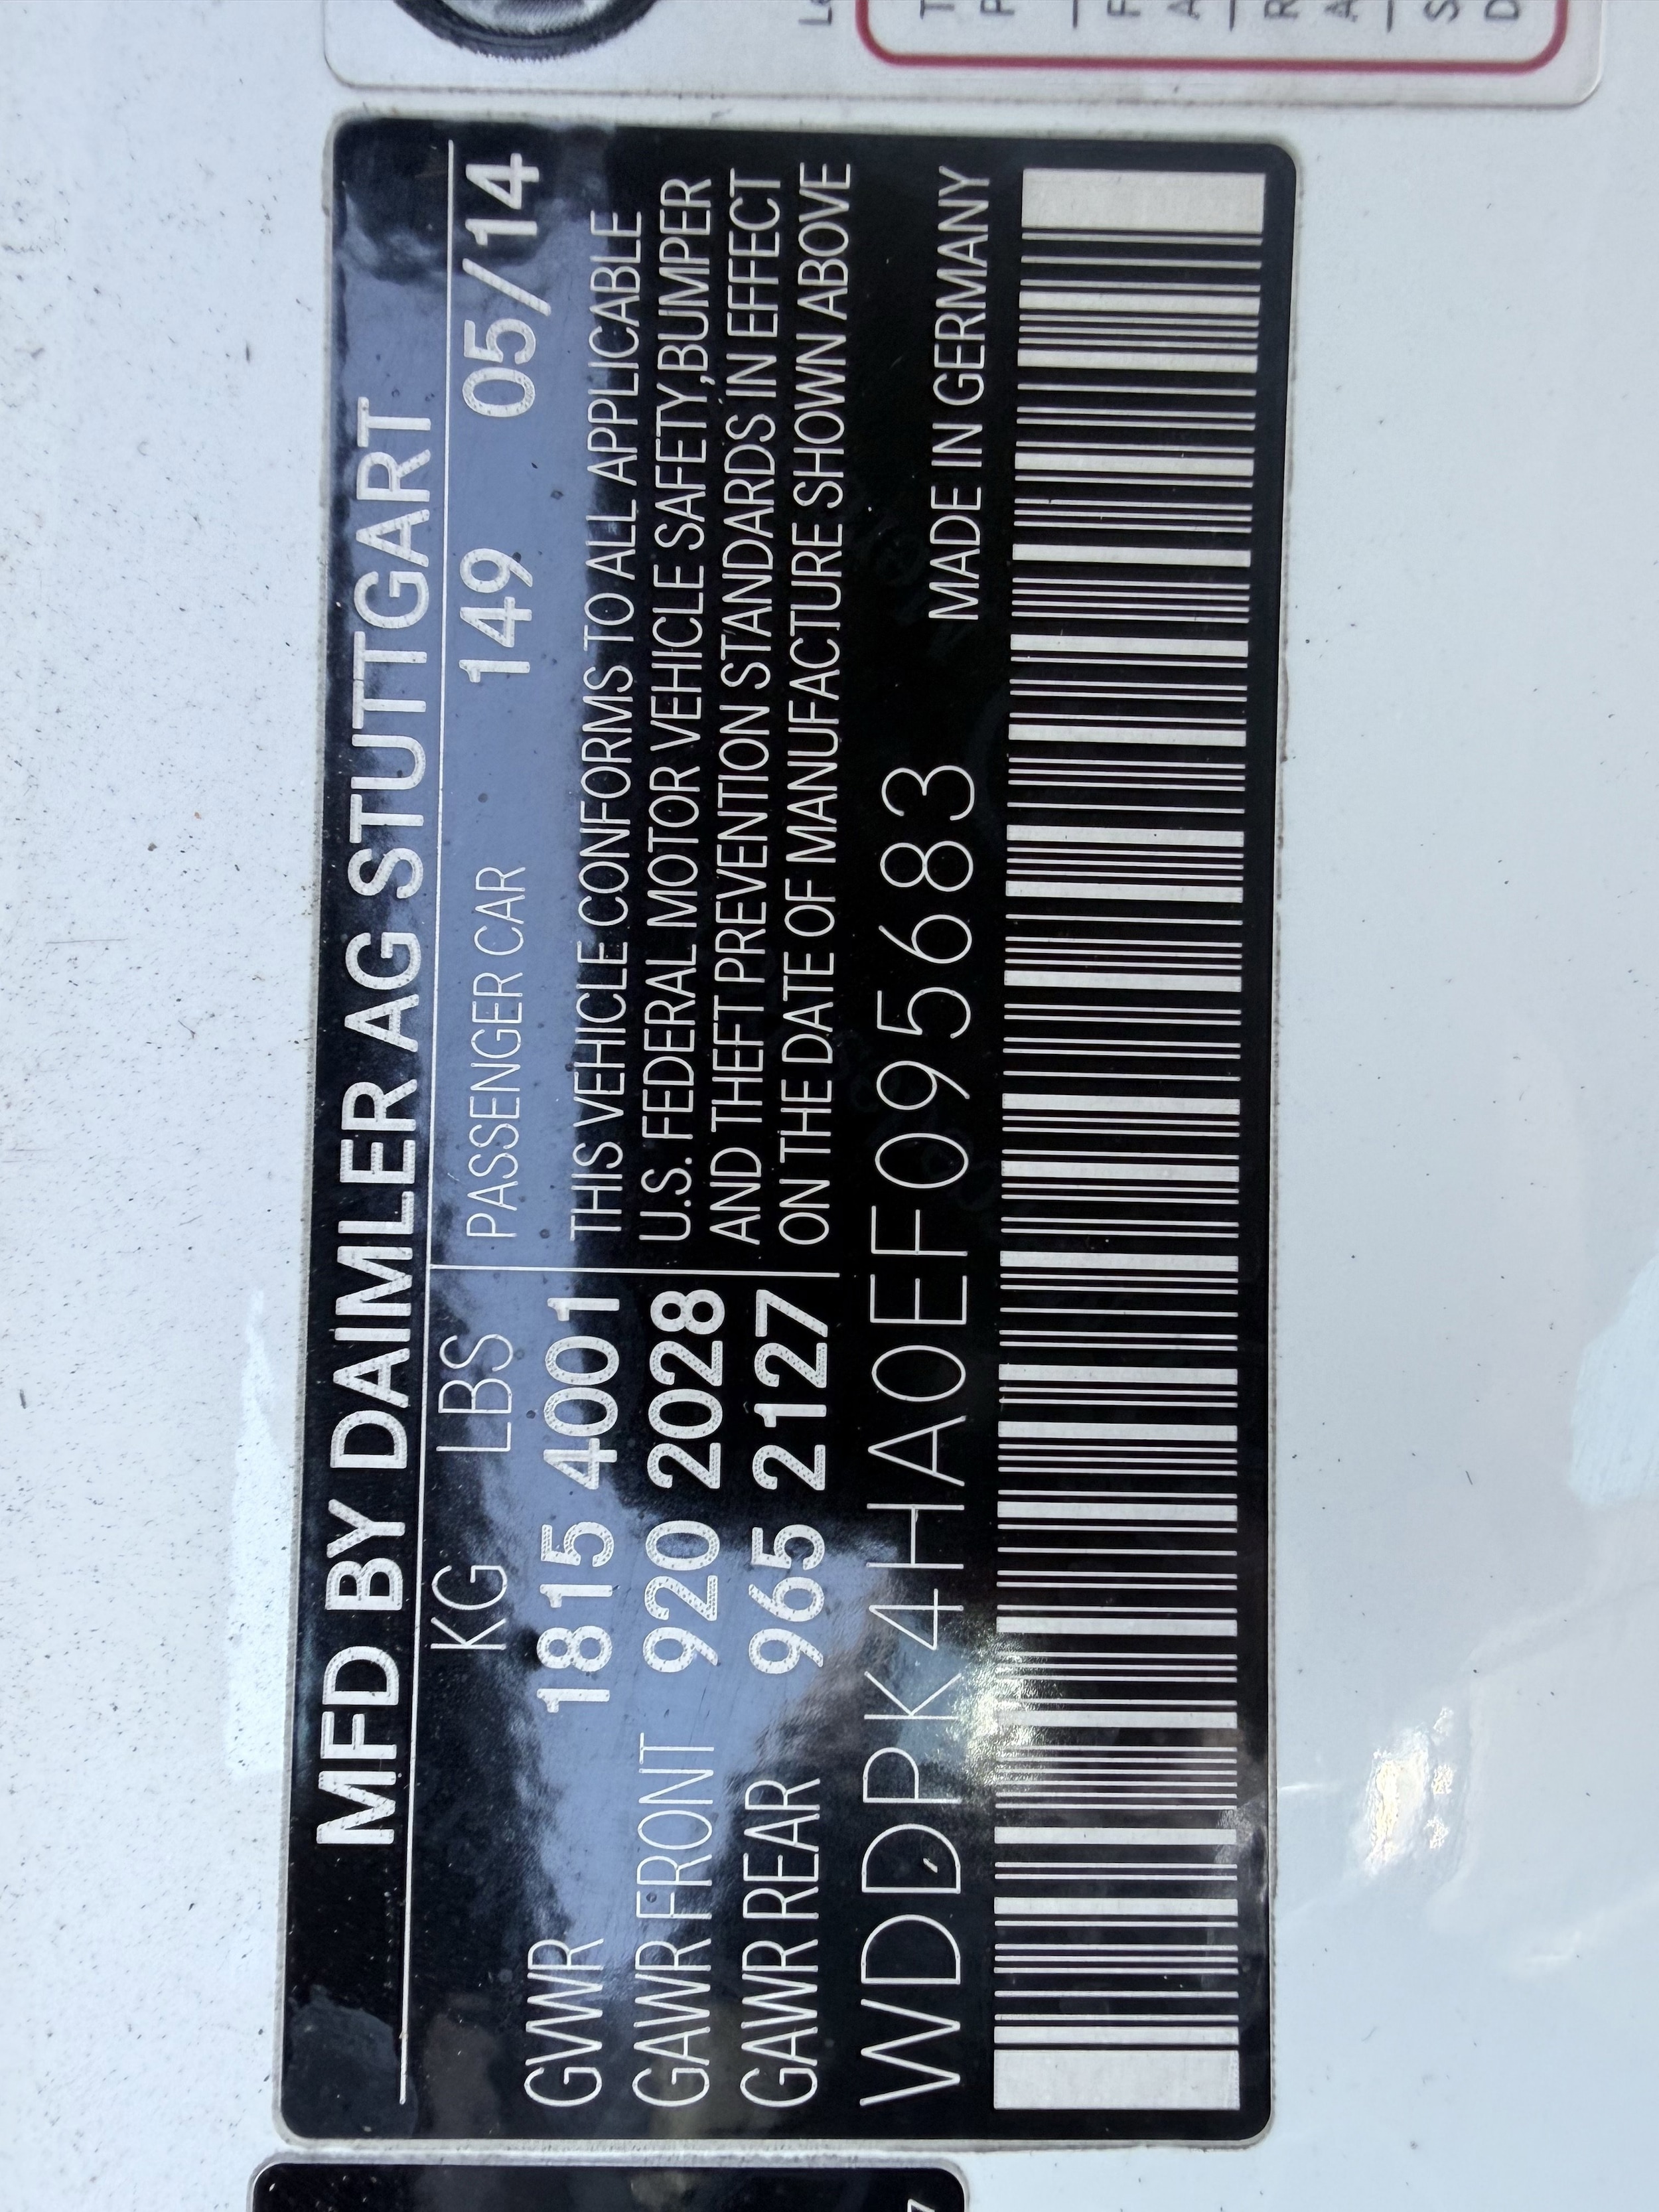 MFD BY DAIMLER AG STUTTGART
KG LBS PASSENGER CAR 149 05/14
GVWR 1815 4001 THIS VEHICLE CONFORMS TO ALL APPLICABLE
GAWR FRONT 920 2028 U.S. FEDERAL MOTOR VEHICLE SAFETY,BUMPER
AND THEFT PREVENTION STANDARDS IN EFFECT
GAWR REAR 965 2127 ON THE DATE OF MANUFACTURE SHOWN ABOVE
WDDPK4HA0EF095683 MADE IN GERMANY